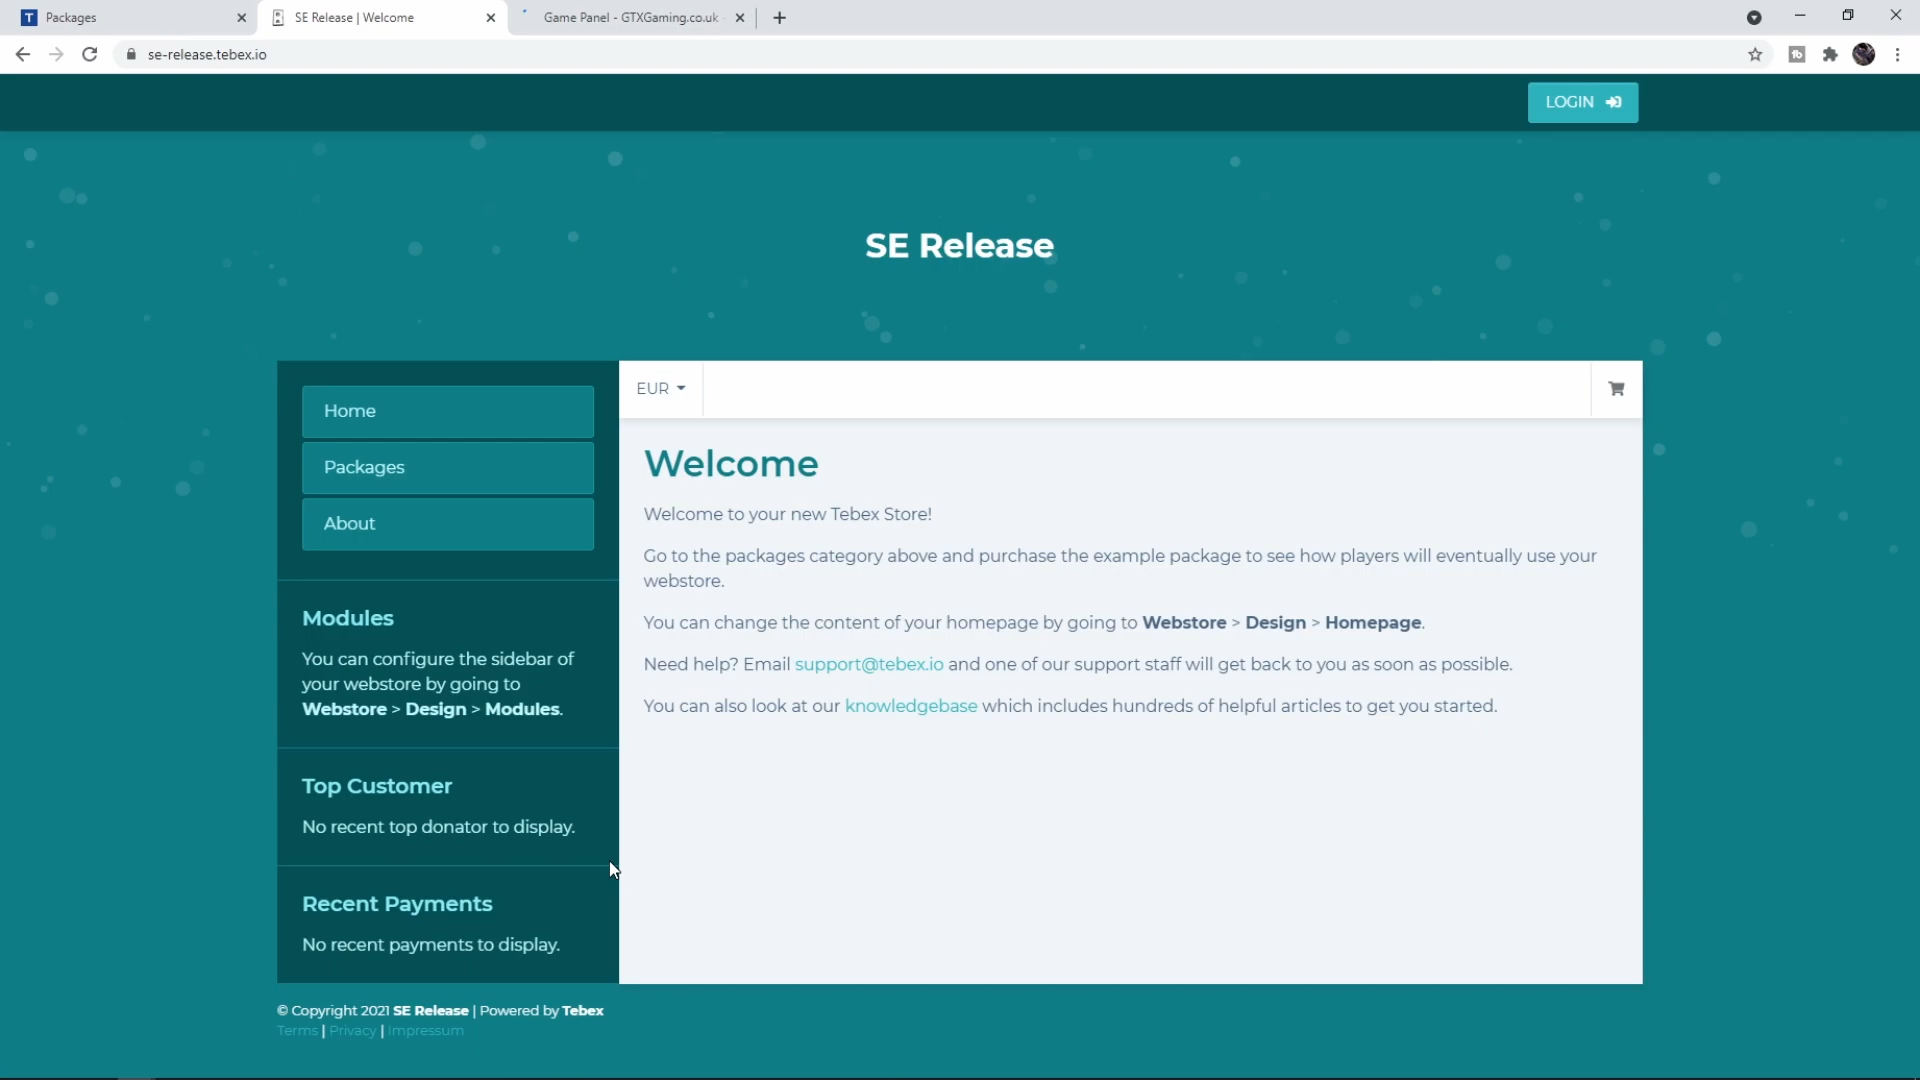 T Packages
SE Release | Welcome
Game Panel - GTXGaming.co.uk
se-release.tebex.io
LOGIN
SE Release
Home
Packages
About
EUR
Welcome
Welcome to your new Tebex Store!
Go to the packages category above and purchase the example package to see how players will eventually use your
webstore.
You can change the content of your homepage by going to Webstore > Design > Homepage.
Need help? Email support@tebex.io and one of our support staff will get back to you as soon as possible.
You can also look at our knowledgebase which includes hundreds of helpful articles to get you started.
Modules
You can configure the sidebar of
your webstore by going to
Webstore > Design > Modules.
Top Customer
No recent top donator to display.
Recent Payments
No recent payments to display.
© Copyright 2021 SE Release | Powered by Tebex
Terms | Privacy | Impressum